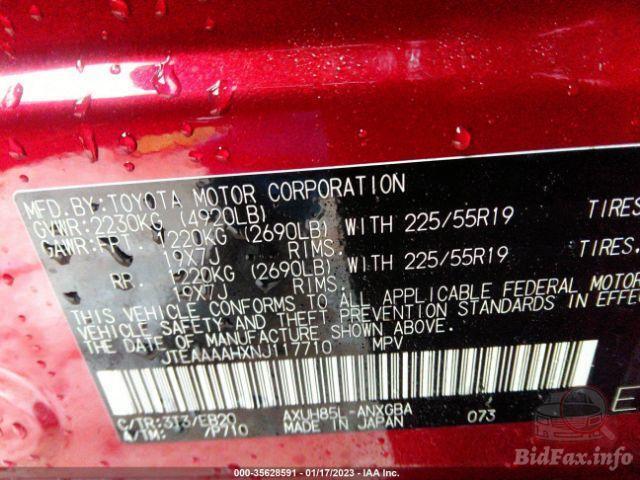 MFD.BY:TOYOTA MOTOR CORPORATION
GVWR:2230KG (4920LB)
GAWR:FRT 1220KG (2690LB) WITH 225/55R19 TIRES
19X7J RIMS.
RR. 1220KG (2690LB) WITH 225/55R19 TIRES.
19X7J RIMS:
THIS VEHICLE CONFORMS TO ALL APPLICABLE FEDERAL MOTOR
VEHICLE SAFETY AND THEFT PREVENTION STANDARDS IN EFFE
THE DATE OF MANUFACTURE SHOWN ABOVE.
JTEAAAAHXNJ117710 MPV
C/TR:3T3/EB20 AXUH85L-ANXGBA 073 E
A/TM: /P710 MADE IN JAPAN
BidFax.info
000-35628591 - 01/17/2023 - IAA Inc.